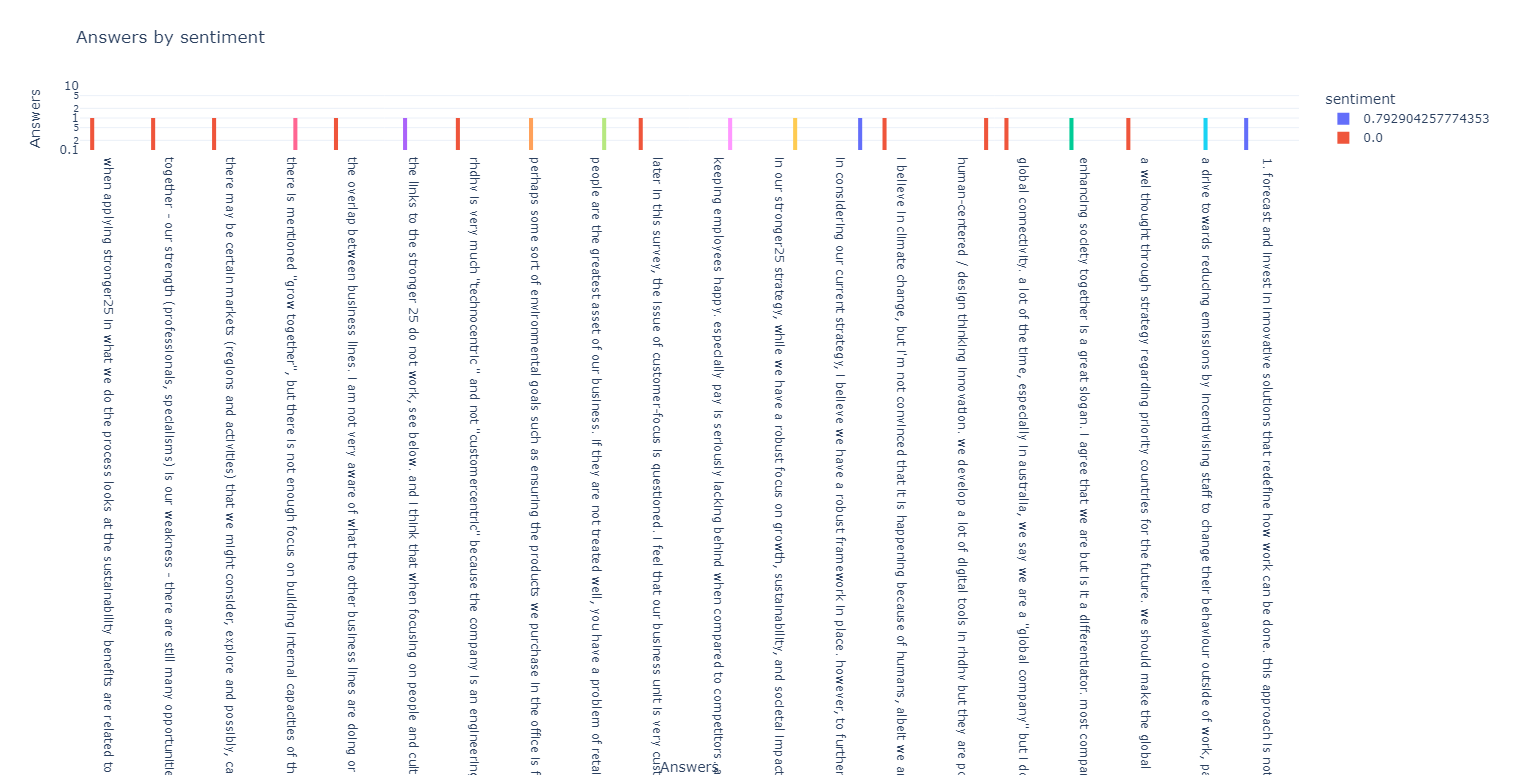 Answers by sentiment
Answers
10
5
2
1
5
2
0.1
sentiment
0.792904257774353
0.0
when applying stronger25 in what we do the process looks at the sustainability benefits are related to
together - our strength (professionals, specialisms) is our weakness - there are still many opportunitie
there may be certain markets (regions and activities) that we might consider, explore and possibly, ca
there is mentioned "grow together", but there is not enough focus on building internal capacities of th
the overlap between business lines. I am not very aware of what the other business lines are doing or
the links to the stronger 25 do not work, see below. and I think that when focusing on people and cult
rhdhv is very much "technocentric " and not "customercentric" because the company is an engineering
perhaps some sort of environmental goals such as ensuring the products we purchase in the office is f
people are the greatest asset of our business. If they are not treated well, you have a problem of retai
later in this survey, the issue of customer-focus is questioned. I feel that our business unit is very cust
keeping employees happy. especially pay is seriously lacking behind when compared to competitors a
In our stronger25 strategy, while we have a robust focus on growth, sustainability, and societal impact
In considering our current strategy, I believe we have a robust framework in place. however, to further
I believe in climate change, but I'm not convinced that it is happening because of humans, albeit we a
human-centered / design thinking innovation. we develop a lot of digital tools in rhdhv but they are po
global connectivity. a lot of the time, especially in australia, we say we are a "global company" but I do
enhancing society together is a great slogan. I agree that we are but is it a differentiator. most compa
a wel thought through strategy regarding priority countries for the future. we should make the global
a drive towards reducing emissions by incentivising staff to change their behaviour outside of work, pa
1. forecast and invest in innovative solutions that redefine how work can be done. this approach is not
Answers